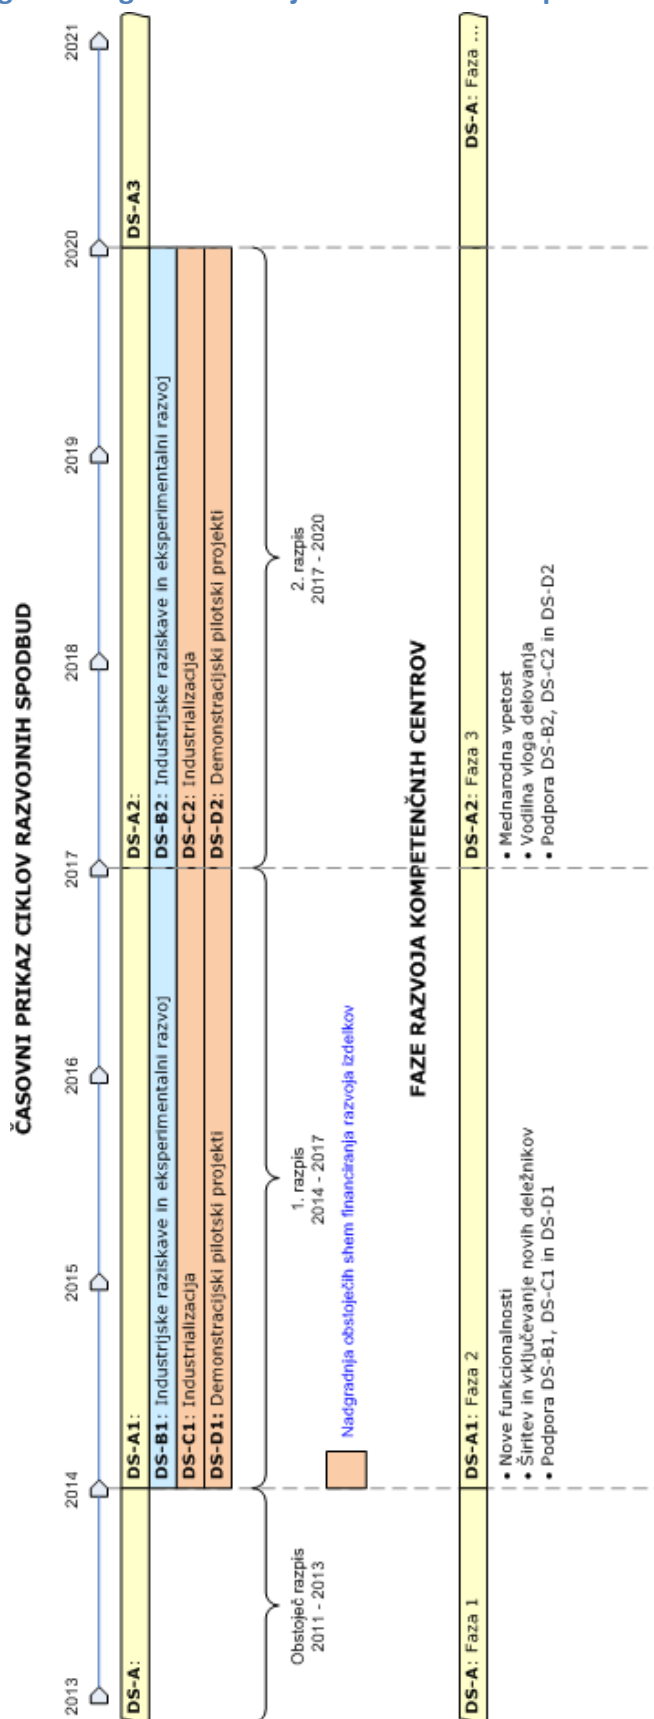 ČASOVNI PRIKAZ CIKLOV RAZVOJNIH SPODBUD
2013
2014
2015
2016
2017
2018
2019
2020
2021
DS-A:
DS-A1:
DS-A2:
DS-A3
DS-B1: Industrijske raziskave in eksperimentalni razvoj
DS-B2: Industrijske raziskave in eksperimentalni razvoj
DS-C1: Industrializacija
DS-C2: Industrializacija
DS-D1: Demonstracijski pilotski projekti
DS-D2: Demonstracijski pilotski projekti
Obstoječ razpis
2011 - 2013
1. razpis
2014 - 2017
2. razpis
2017 - 2020
Nadgradnja obstoječih shem financiranja razvoja izdelkov
FAZE RAZVOJA KOMPETENČNIH CENTROV
DS-A: Faza 1
DS-A1: Faza 2
DS-A2: Faza 3
DS-A: Faza ...
• Nove funkcionalnosti
• Širitev in vključevanje novih deležnikov
• Podpora DS-B1, DS-C1 in DS-D1
• Mednarodna vpetost
• Vodilna vloga delovanja
• Podpora DS-B2, DS-C2 in DS-D2